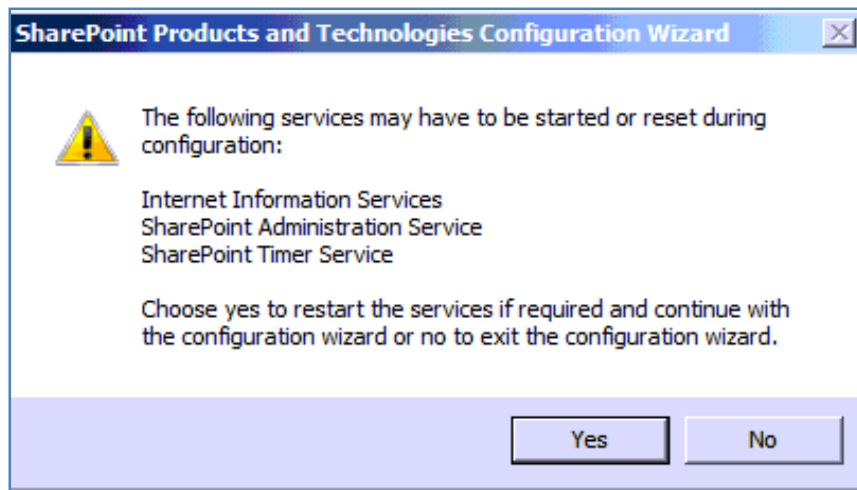 SharePoint Products and Technologies Configuration Wizard
The following services may have to be started or reset during
configuration:
Internet Information Services
SharePoint Administration Service
SharePoint Timer Service
Choose yes to restart the services if required and continue with
the configuration wizard or no to exit the configuration wizard.
Yes
No